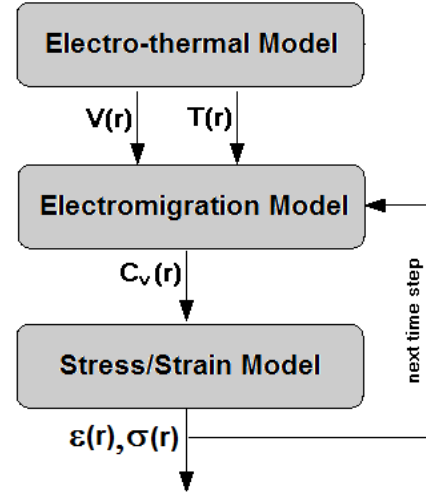 Electro-thermal Model
V(r) T(r)
Electromigration Model
Cᵥ(r)
next time step
Stress/Strain Model
ε(r),σ(r)